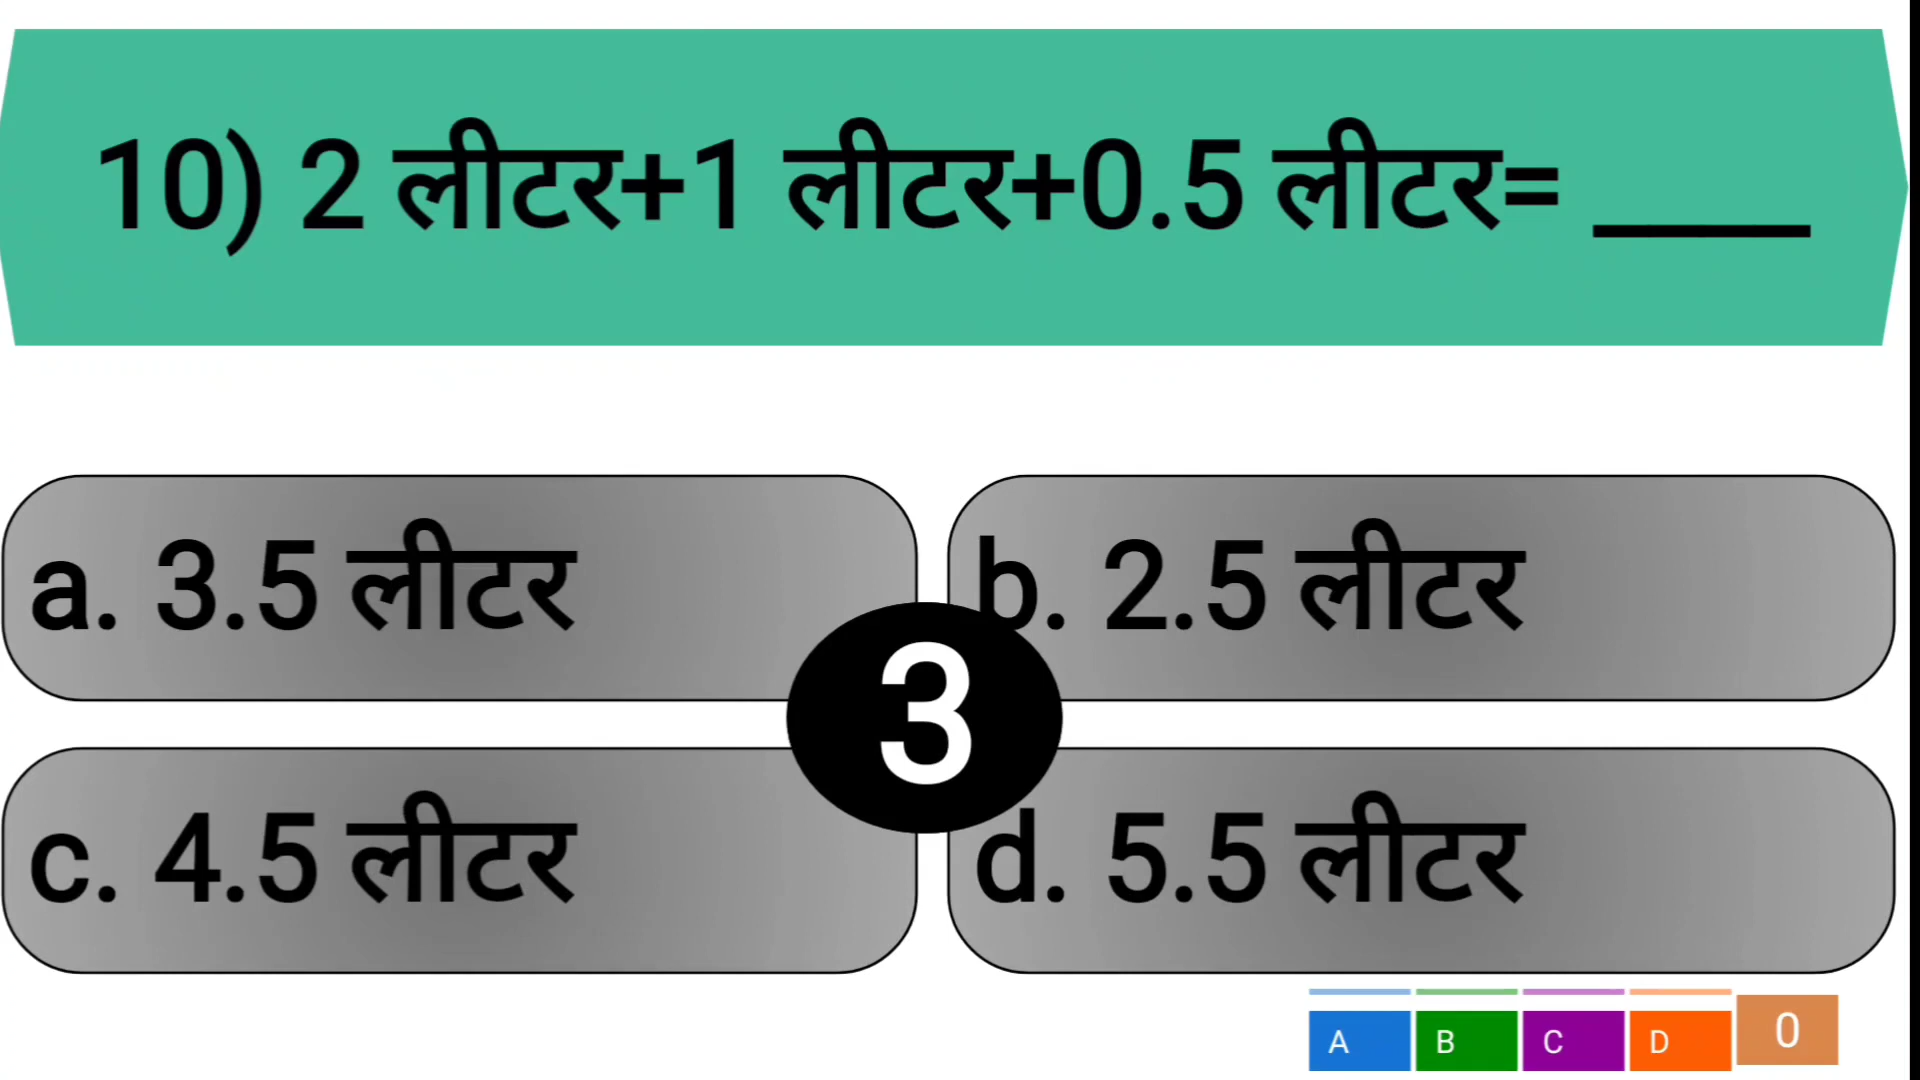 10) 2 लीटर+1 लीटर+0.5 लीटर= ____
a. 3.5 लीटर
b. 2.5 लीटर
3
c. 4.5 लीटर
d. 5.5 लीटर
A B C D 0